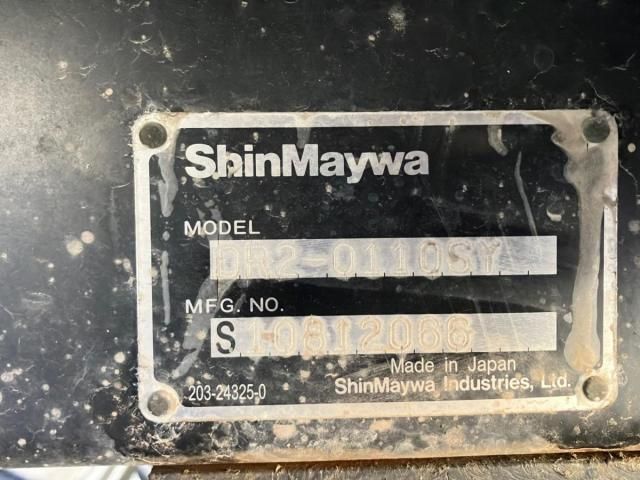 ShinMaywa
MODEL
DR2-0110SY
MFG. NO.
S 10812066
Made in Japan
203-24325-0
ShinMaywa Industries, Ltd.